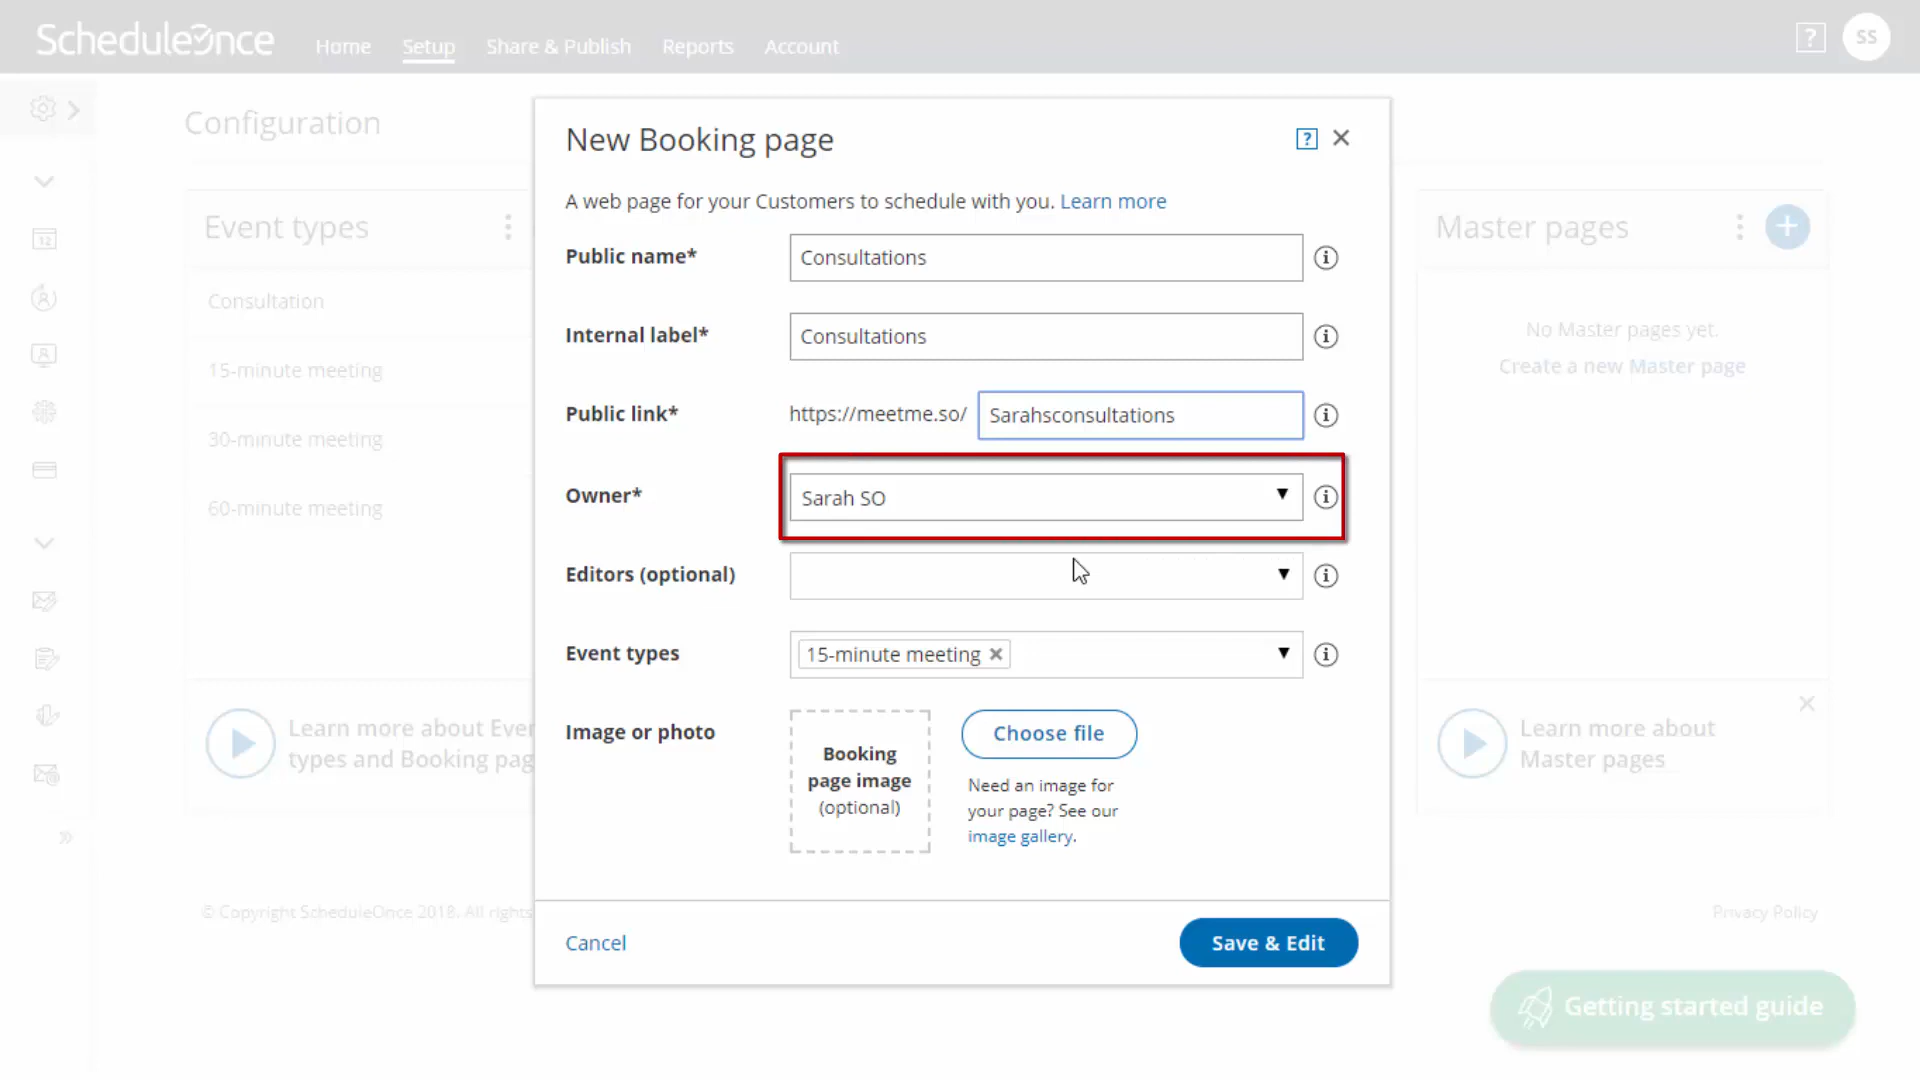 ScheduleOnce
Home Setup Share & Publish Reports Account
? SS
Configuration
Event types
Consultation
15-minute meeting
30-minute meeting
60-minute meeting
Learn more about Even
types and Booking pag
© Copyright ScheduleOnce 2018. All rights
New Booking page
?
A web page for your Customers to schedule with you. Learn more
Public name* Consultations
Internal label* Consultations
Public link* https://meetme.so/ Sarahsconsultations
Owner* Sarah SO
Editors (optional)
Event types 15-minute meeting
Image or photo
Booking
page image
(optional)
Choose file
Need an image for
your page? See our
image gallery.
Cancel Save & Edit
Master pages
No Master pages yet.
Create a new Master page
Learn more about
Master pages
Privacy Policy
Getting started guide
12